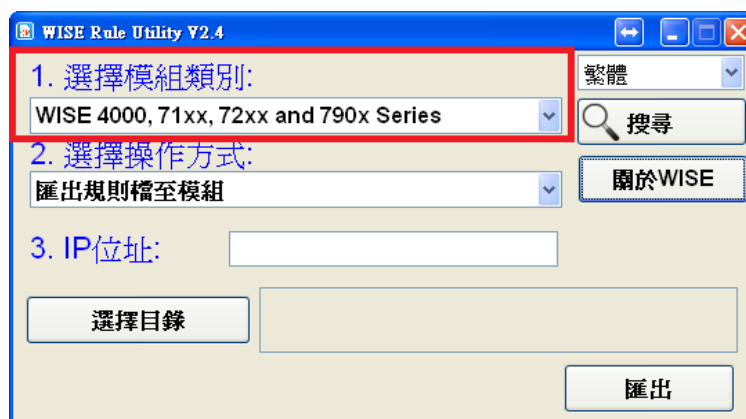 WISE Rule Utility V2.4
1. 選擇模組類別:
繁體
WISE 4000, 71xx, 72xx and 790x Series
搜尋
2. 選擇操作方式:
關於WISE
匯出規則檔至模組
3. IP位址:
選擇目錄
匯出